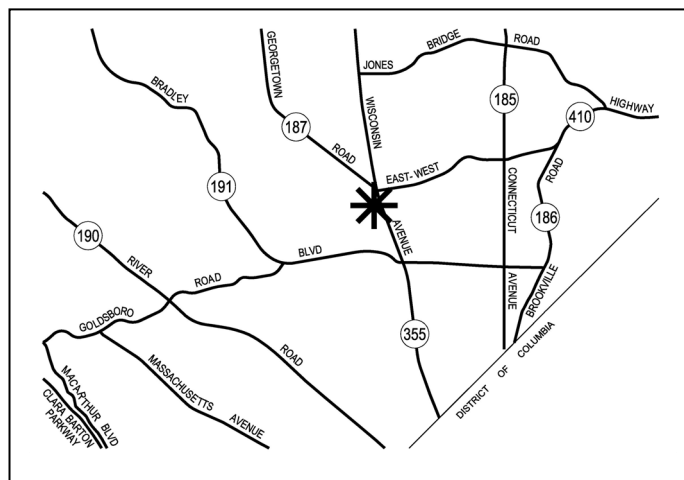 GEORGETOWN
ROAD
187
BRADLEY
191
BLVD
WISCONSIN
AVENUE
355
JONES
BRIDGE
ROAD
185
CONNECTICUT
AVENUE
410
HIGHWAY
EAST-WEST
ROAD
186
BROOKVILLE
190
RIVER
ROAD
GOLDSBORO
ROAD
MASSACHUSETTS
AVENUE
MACARTHUR BLVD
CLARA BARTON
PARKWAY
DISTRICT OF COLUMBIA